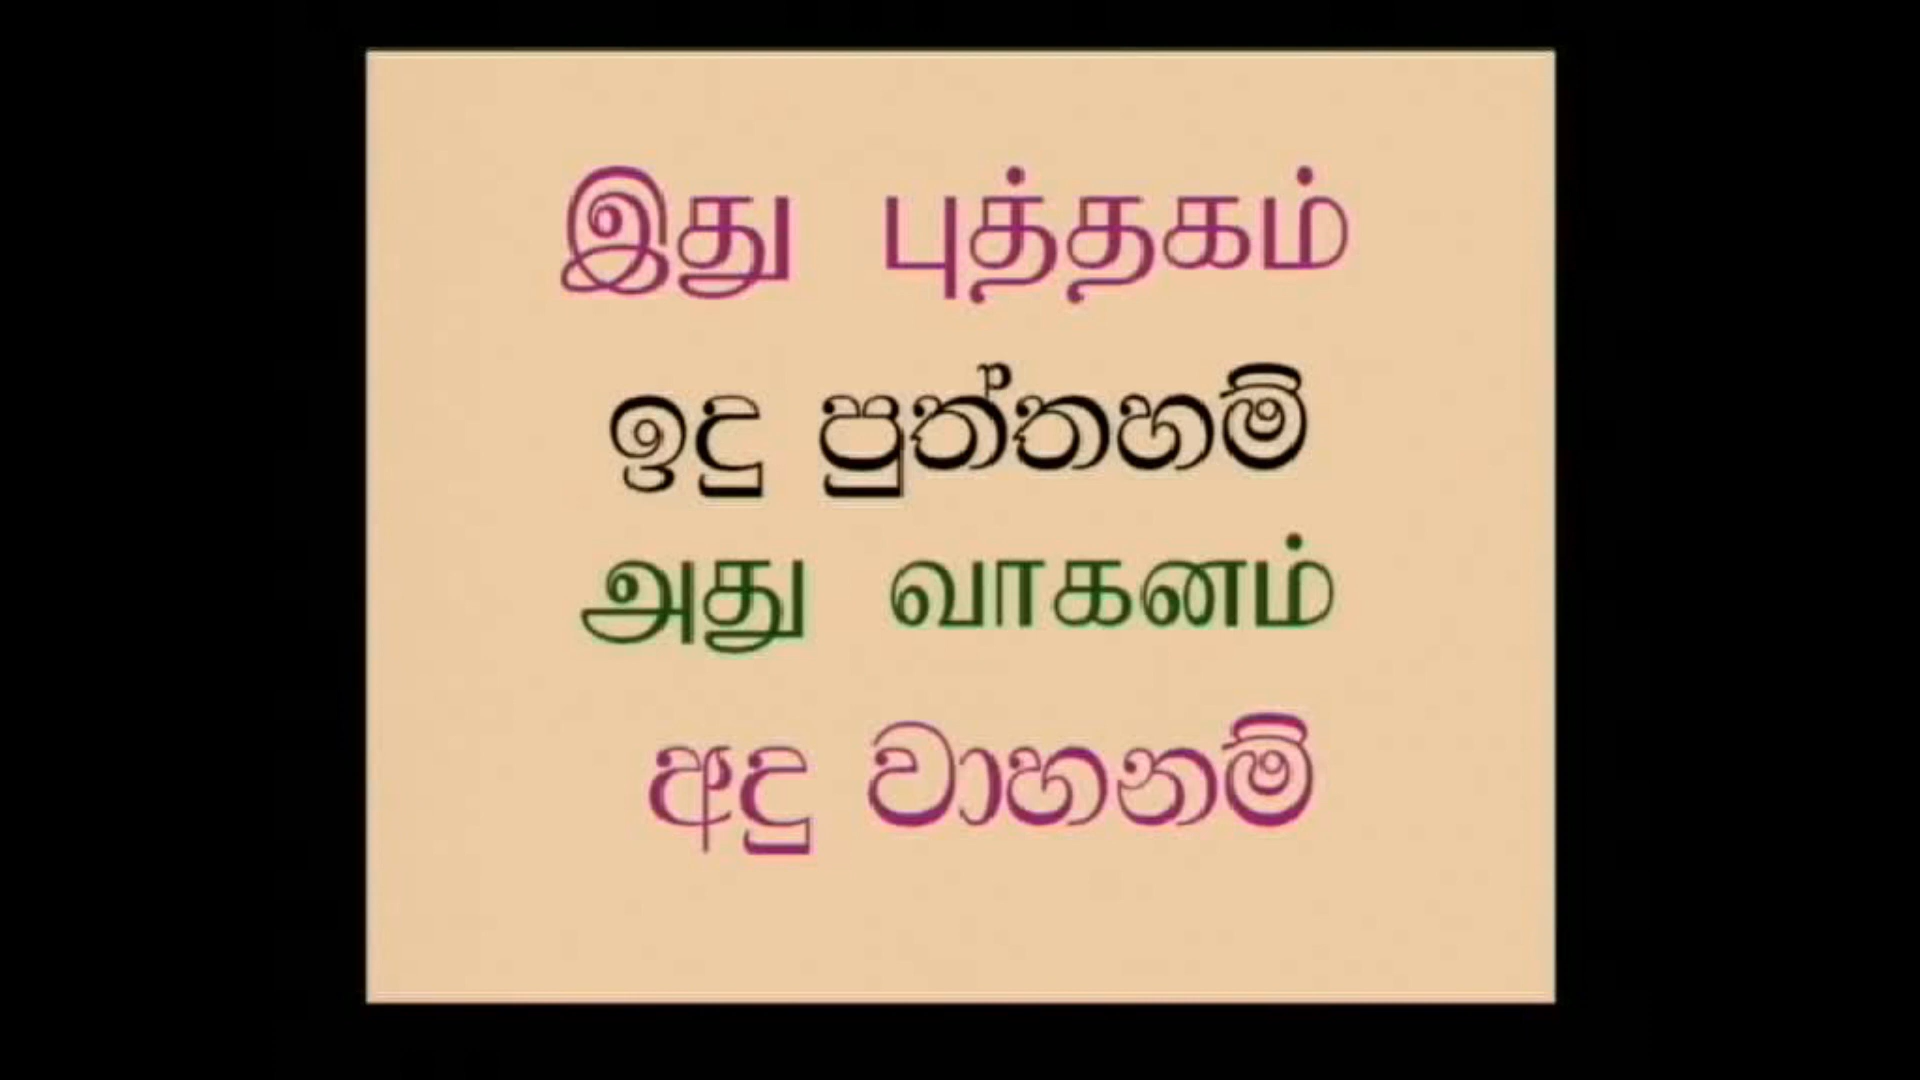 இது புத்தகம்
ඉදු පුත්තහම්
அது வாகனம்
අදු වාහනම්